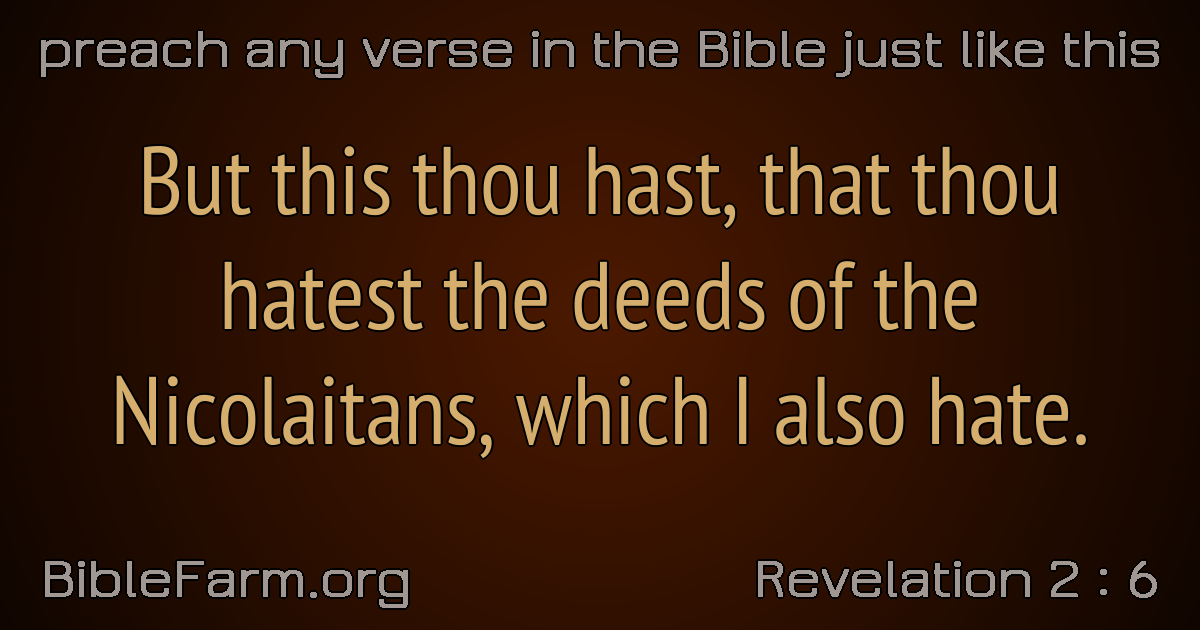 preach any verse in the Bible just like this
But this thou hast, that thou
hatest the deeds of the
Nicolaitans, which I also hate.
BibleFarm.org
Revelation 2 : 6